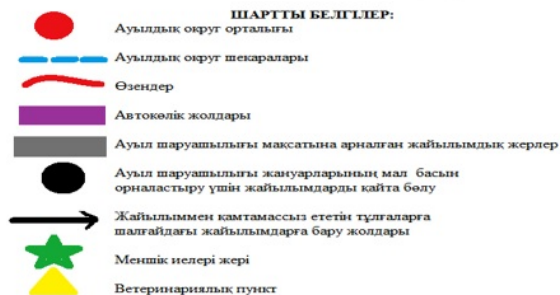 ШАРТТЫ БЕЛГІЛЕР:
Ауылдық округ орталығы
Ауылдық округ шекаралары
Өзендер
Автокөлік жолдары
Ауыл шаруашылығы мақсатына арналған жайылымдық жерлер
Ауыл шаруашылығы жануарларының мал басын
орналастыру үшін жайылымдарды қайта бөлу
Жайылыммен қамтамассыз ететін тұлғаларға
шалғайдағы жайылымдарға бару жолдары
Меншік иелері жері
Ветеринариялық пункт